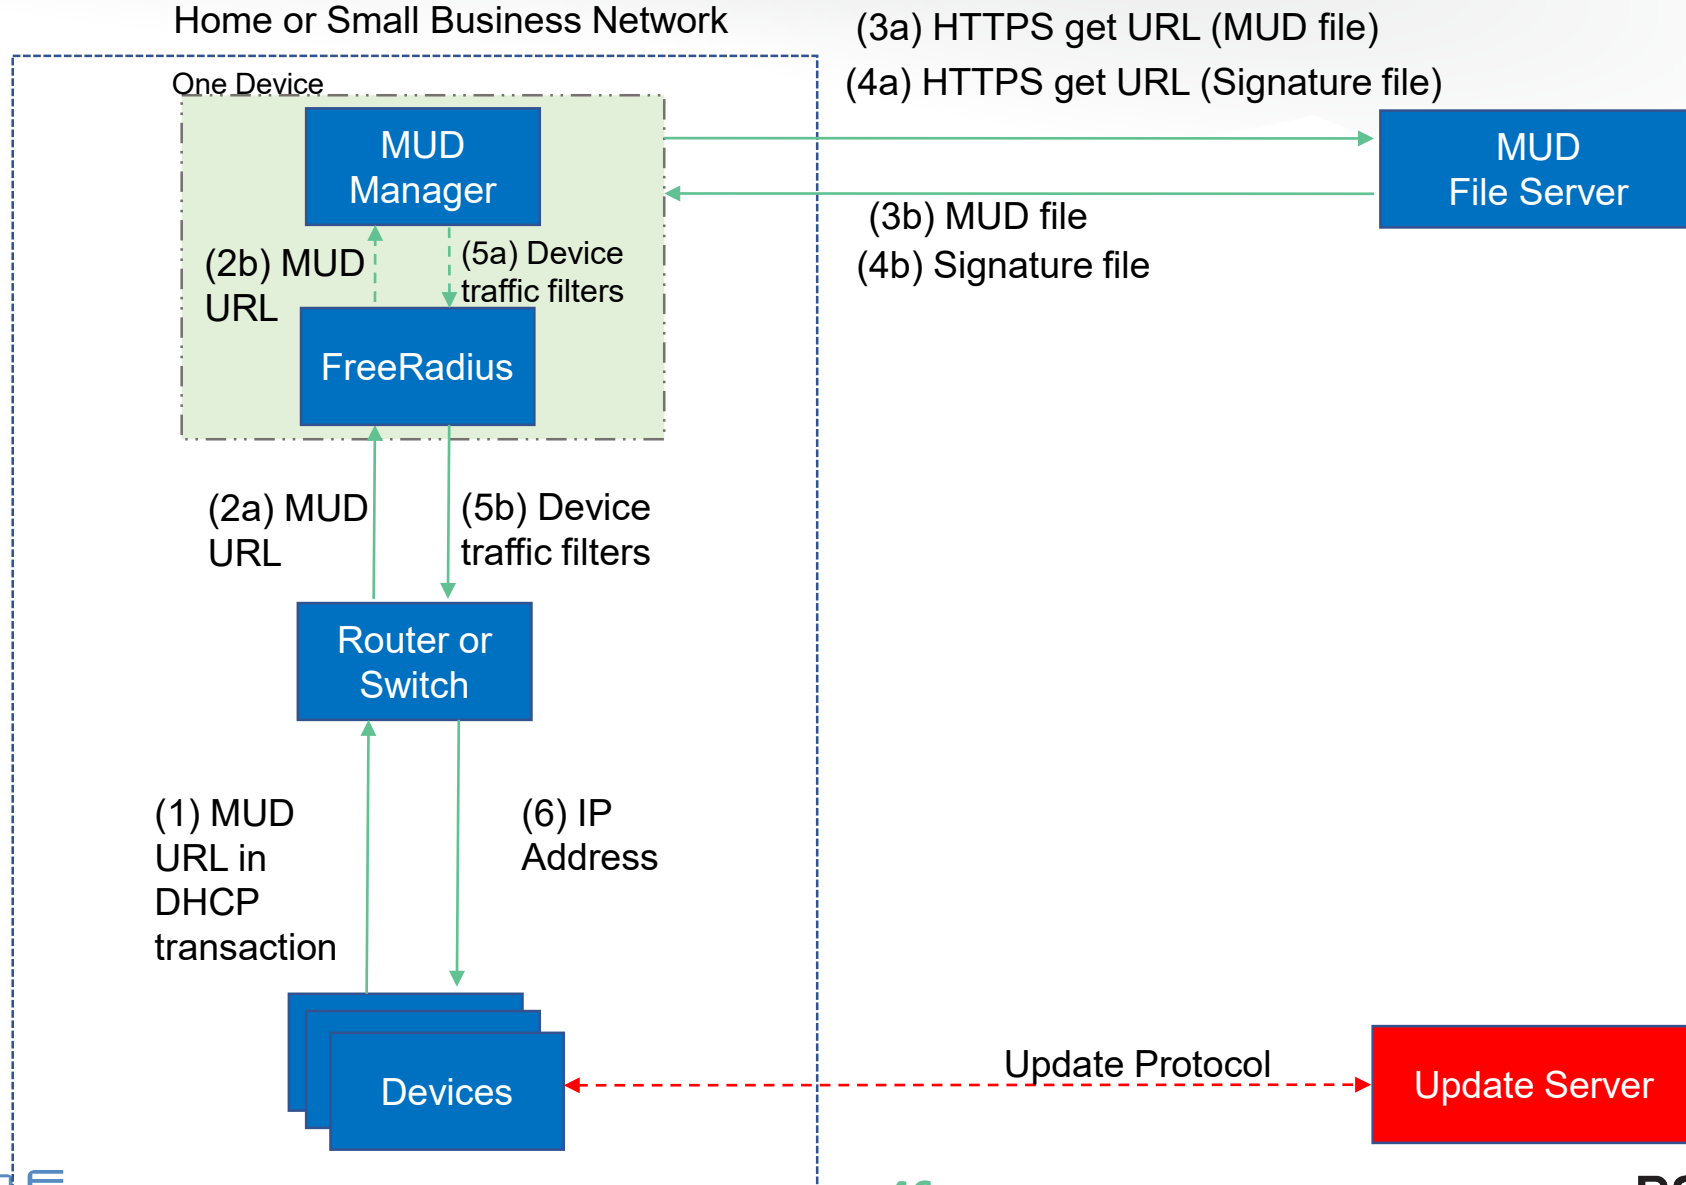 Home or Small Business Network
(3a) HTTPS get URL (MUD file)
(4a) HTTPS get URL (Signature file)
One Device
MUD
Manager
MUD
File Server
(3b) MUD file
(4b) Signature file
(2b) MUD
URL
(5a) Device
traffic filters
FreeRadius
(2a) MUD
URL
(5b) Device
traffic filters
Router or
Switch
(1) MUD
URL in
DHCP
transaction
(6) IP
Address
Devices
Update Protocol
Update Server